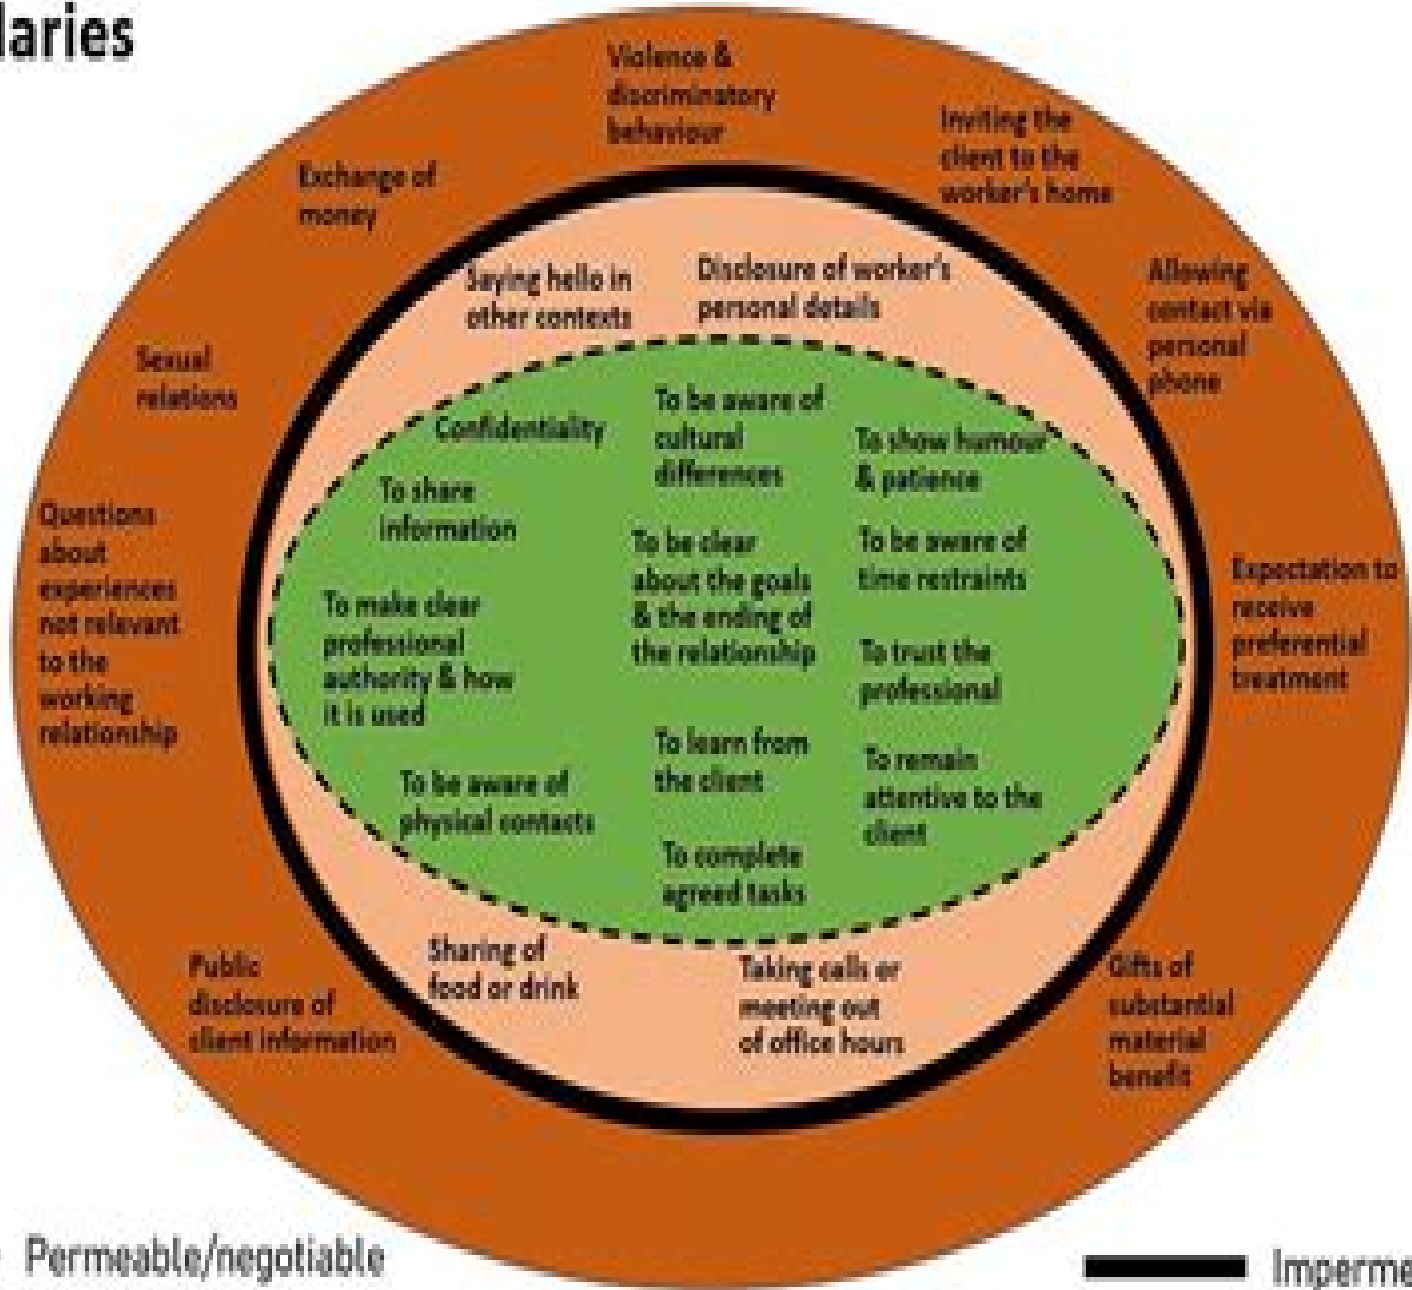 laries
Violence &
discriminatory
behaviour
Inviting the
client to the
worker's home
Exchange of
money
Saying hello in
other contexts
Disclosure of worker's
personal details
Allowing
contact via
personal
phone
Sexual
relations
Confidentiality
To be aware of
cultural
differences
To show humour
& patience
To share
information
Questions
about
experiences
not relevant
to the
working
relationship
To be clear
about the goals
& the ending of
the relationship
To be aware of
time restraints
Expectation to
receive
preferential
treatment
To make clear
professional
authority & how
it is used
To trust the
professional
To learn from
the client
To remain
attentive to the
client
To be aware of
physical contacts
To complete
agreed tasks
Sharing of
food or drink
Taking calls or
meeting out
of office hours
Public
disclosure of
client information
Gifts of
substantial
material
benefit
Permeable/negotiable
Imperme